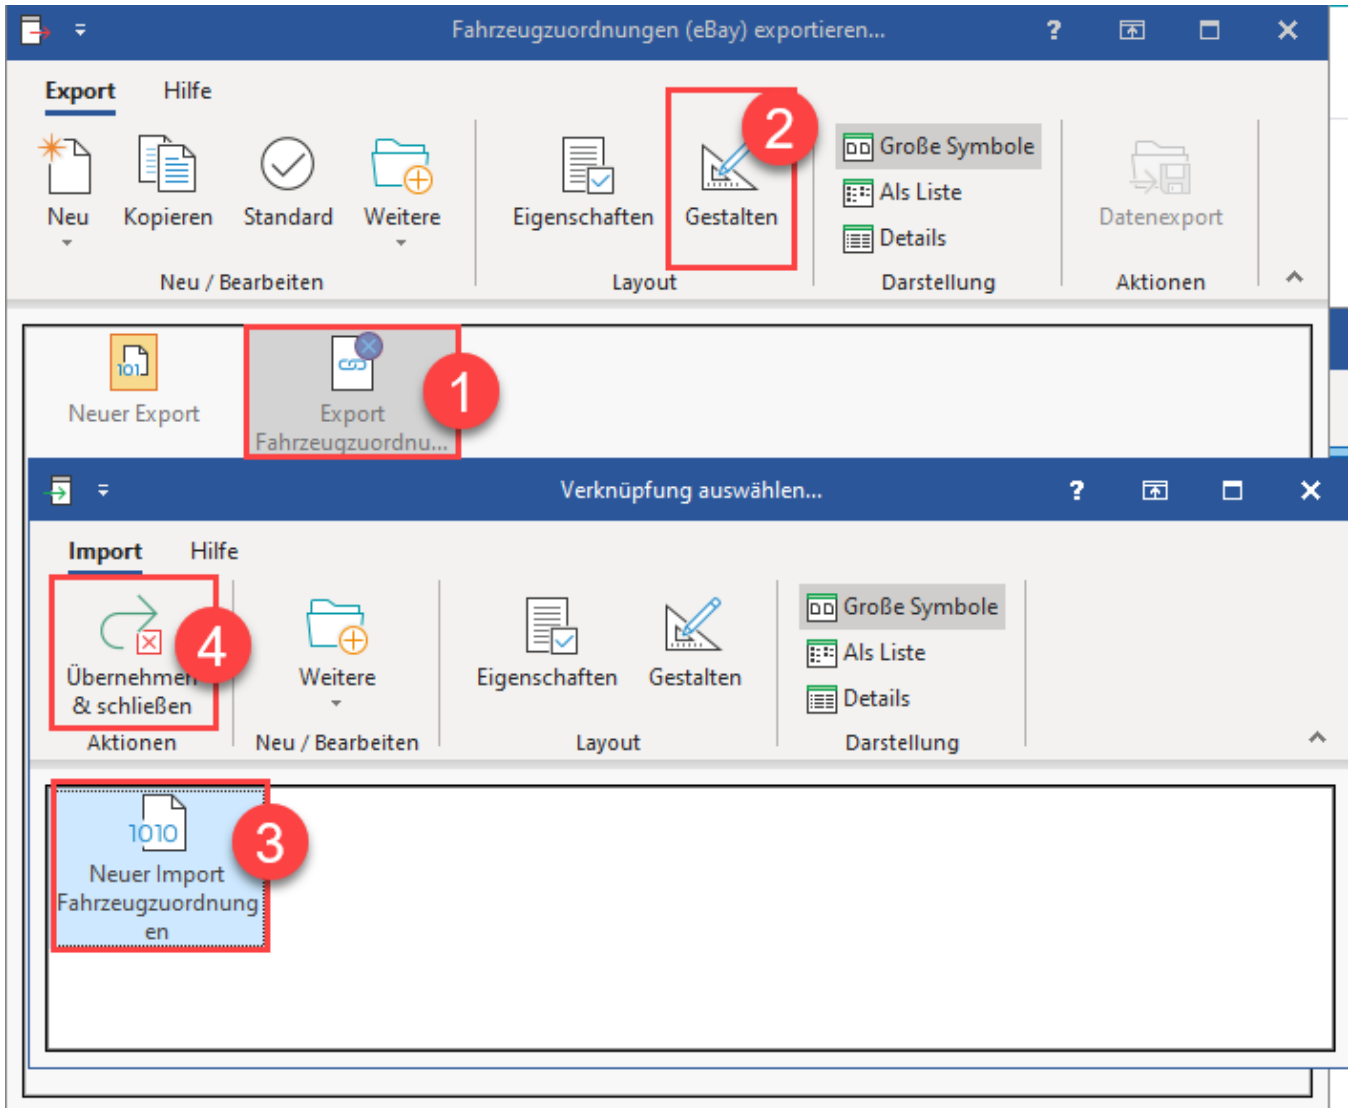 Fahrzeugzuordnungen (eBay) exportieren...
?
Export Hilfe
2
Große Symbole
Als Liste
Details
Neu Kopieren Standard Weitere Eigenschaften Gestalten Datenexport
Neu / Bearbeiten Layout Darstellung Aktionen
101
1
Neuer Export
Export
Fahrzeugzuordnu...
Verknüpfung auswählen...
?
Import Hilfe
4
Große Symbole
Als Liste
Details
Übernehmen
& schließen
Weitere Eigenschaften Gestalten
Aktionen Neu / Bearbeiten Layout Darstellung
1010
3
Neuer Import
Fahrzeugzuordnung
en